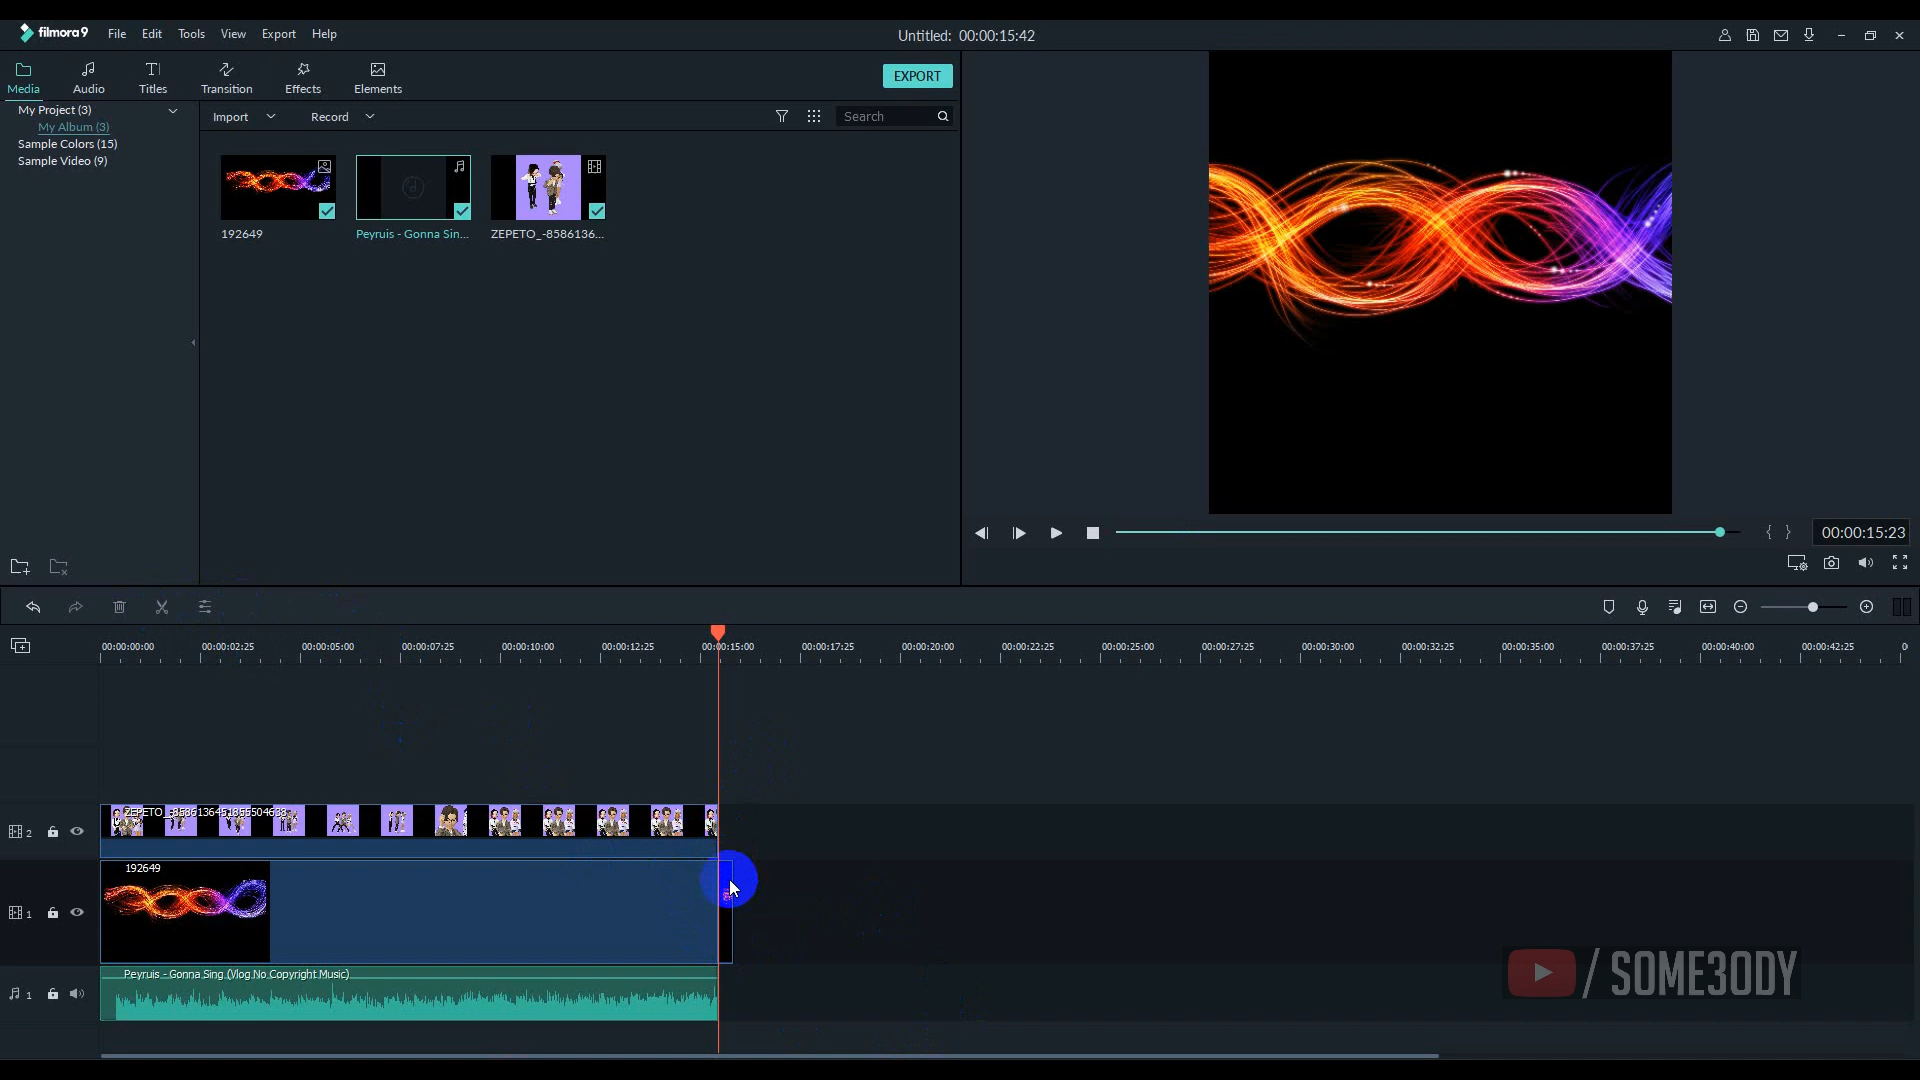 filmora9 File Edit Tools View Export Help
Untitled: 00:00:15:42
Media Audio Titles Transition Effects Elements
EXPORT
My Project (3)
My Album (3)
Sample Colors (15)
Sample Video (9)
Import Record
Search
192649 Peyruis - Gonna Sin... ZEPETO_-8586136...
00:00:15:23
00:00:00:00 00:00:02:25 00:00:05:00 00:00:07:25 00:00:10:00 00:00:12:25 00:00:15:00 00:00:17:25 00:00:20:00 00:00:22:25 00:00:25:00 00:00:27:25 00:00:30:00 00:00:32:25 00:00:35:00 00:00:37:25 00:00:40:00 00:00:42:25 0
2
192649
1
/ SOME3ODY
Peyruis - Gonna Sing (Vlog No Copyright Music)
1